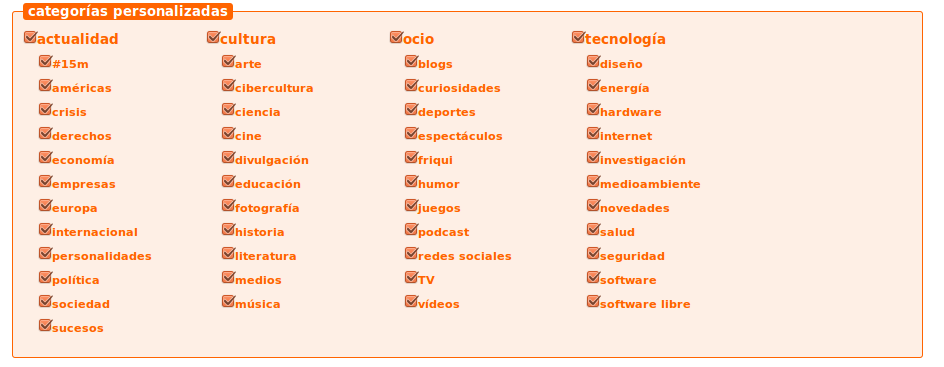 categorías personalizadas
actualidad
#15m
américas
crisis
derechos
economía
empresas
europa
internacional
personalidades
política
sociedad
sucesos
cultura
arte
cibercultura
ciencia
cine
divulgación
educación
fotografía
historia
literatura
medios
música
ocio
blogs
curiosidades
deportes
espectáculos
friqui
humor
juegos
podcast
redes sociales
TV
vídeos
tecnología
diseño
energía
hardware
internet
investigación
medioambiente
novedades
salud
seguridad
software
software libre